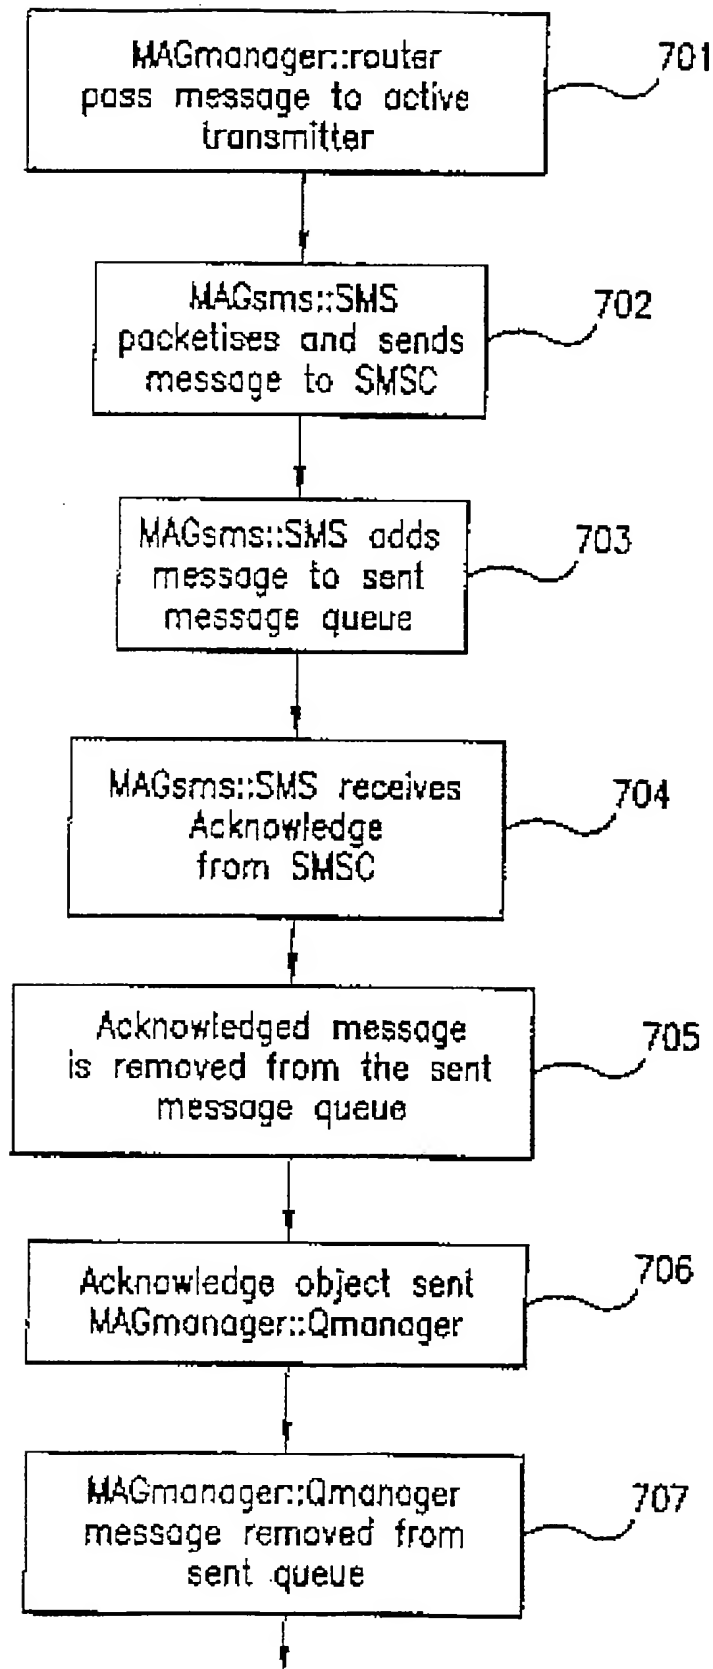 MAGmanager::router
pass message to active
transmitter
701
MAGsms::SMS
packetises and sends
message to SMSC
702
MAGsms::SMS adds
message to sent
message queue
703
MAGsms::SMS receives
Acknowledge
from SMSC
704
Acknowledged message
is removed from the sent
message queue
705
Acknowledge object sent
MAGmanager::Qmanager
706
MAGmanager::Qmanager
message removed from
sent queue
707